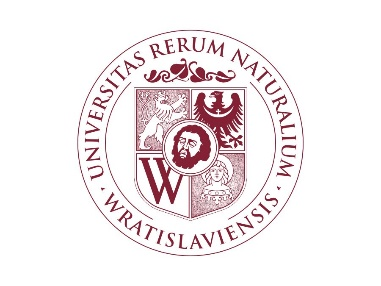 UNIVERSITAS RERUM NATURALIUM
· WRATISLAVIENSIS ·
W